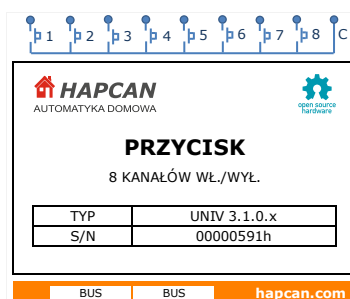 1 2 3 4 5 6 7 8 C
HAPCAN
AUTOMATYKA DOMOWA
open source
hardware
PRZYCISK
8 KANAŁÓW WŁ./WYŁ.
TYP UNIV 3.1.0.x
S/N 00000591h
BUS BUS hapcan.com